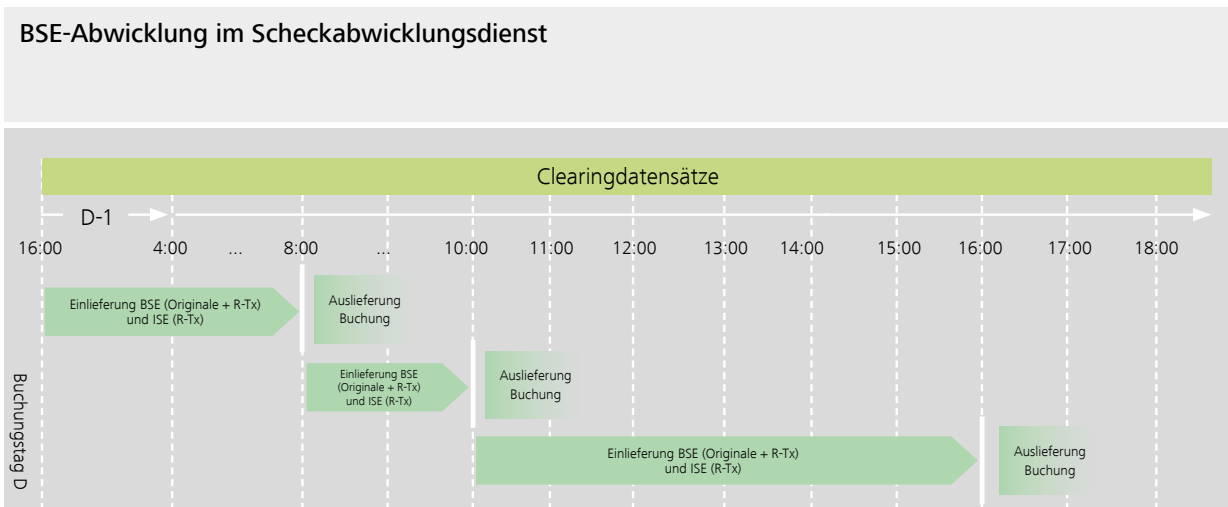 BSE-Abwicklung im Scheckabwicklungsdienst
Clearingdatensätze
D-1
16:00 4:00 ... 8:00 ... 10:00 11:00 12:00 13:00 14:00 15:00 16:00 17:00 18:00
Einlieferung BSE (Originale + R-Tx)
und ISE (R-Tx)
Auslieferung
Buchung
Einlieferung BSE
(Originale + R-Tx)
und ISE (R-Tx)
Auslieferung
Buchung
Einlieferung BSE (Originale + R-Tx)
und ISE (R-Tx)
Auslieferung
Buchung
Buchungstag D